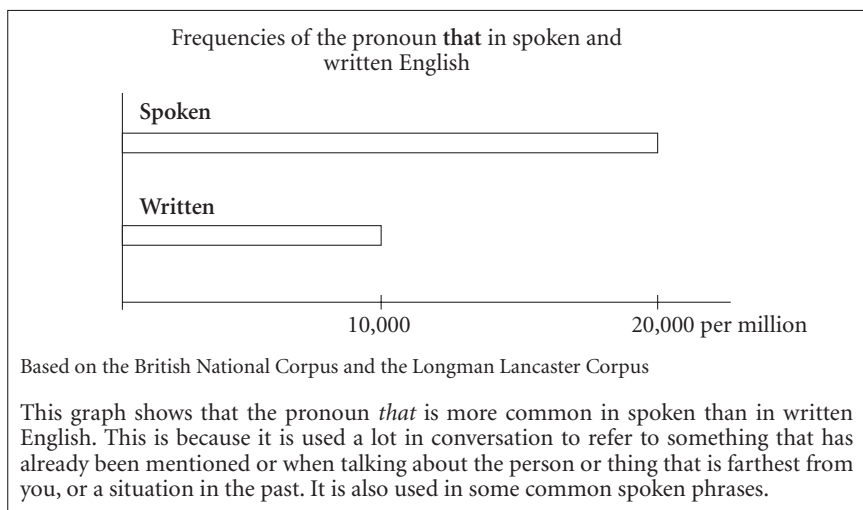 Frequencies of the pronoun that in spoken and
written English
Spoken
Written
10,000
20,000 per million
Based on the British National Corpus and the Longman Lancaster Corpus
This graph shows that the pronoun that is more common in spoken than in written
English. This is because it is used a lot in conversation to refer to something that has
already been mentioned or when talking about the person or thing that is farthest from
you, or a situation in the past. It is also used in some common spoken phrases.